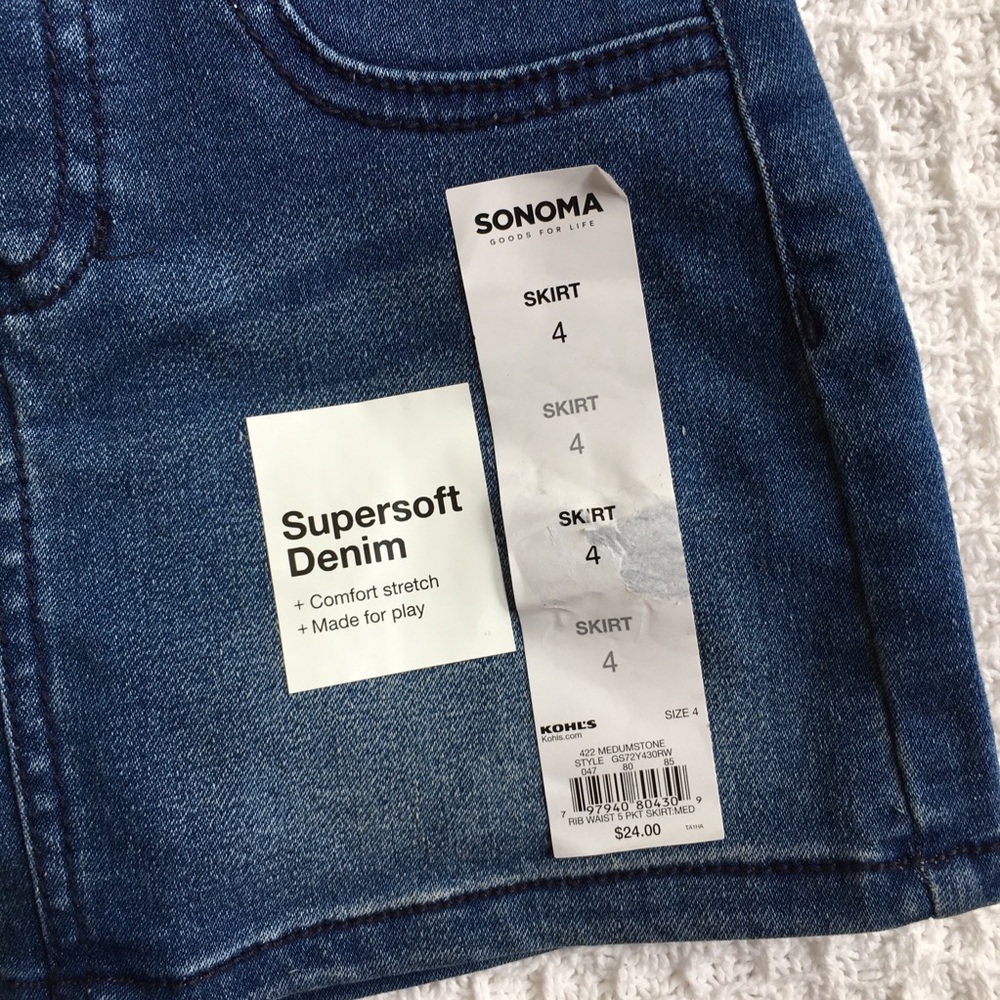 SONOMA
GOODS FOR LIFE
SKIRT
4
SKIRT
4
SKIRT
4
SKIRT
4
KOHL'S
Kohls.com
SIZE 4
422 MEDUMSTONE
STYLE GS72Y430RW
047 80 85
7 97940 80430 9
RIB WAIST 5 PKT SKIRT:MED
$24.00
TA1HA
Supersoft
Denim
+ Comfort stretch
+ Made for play